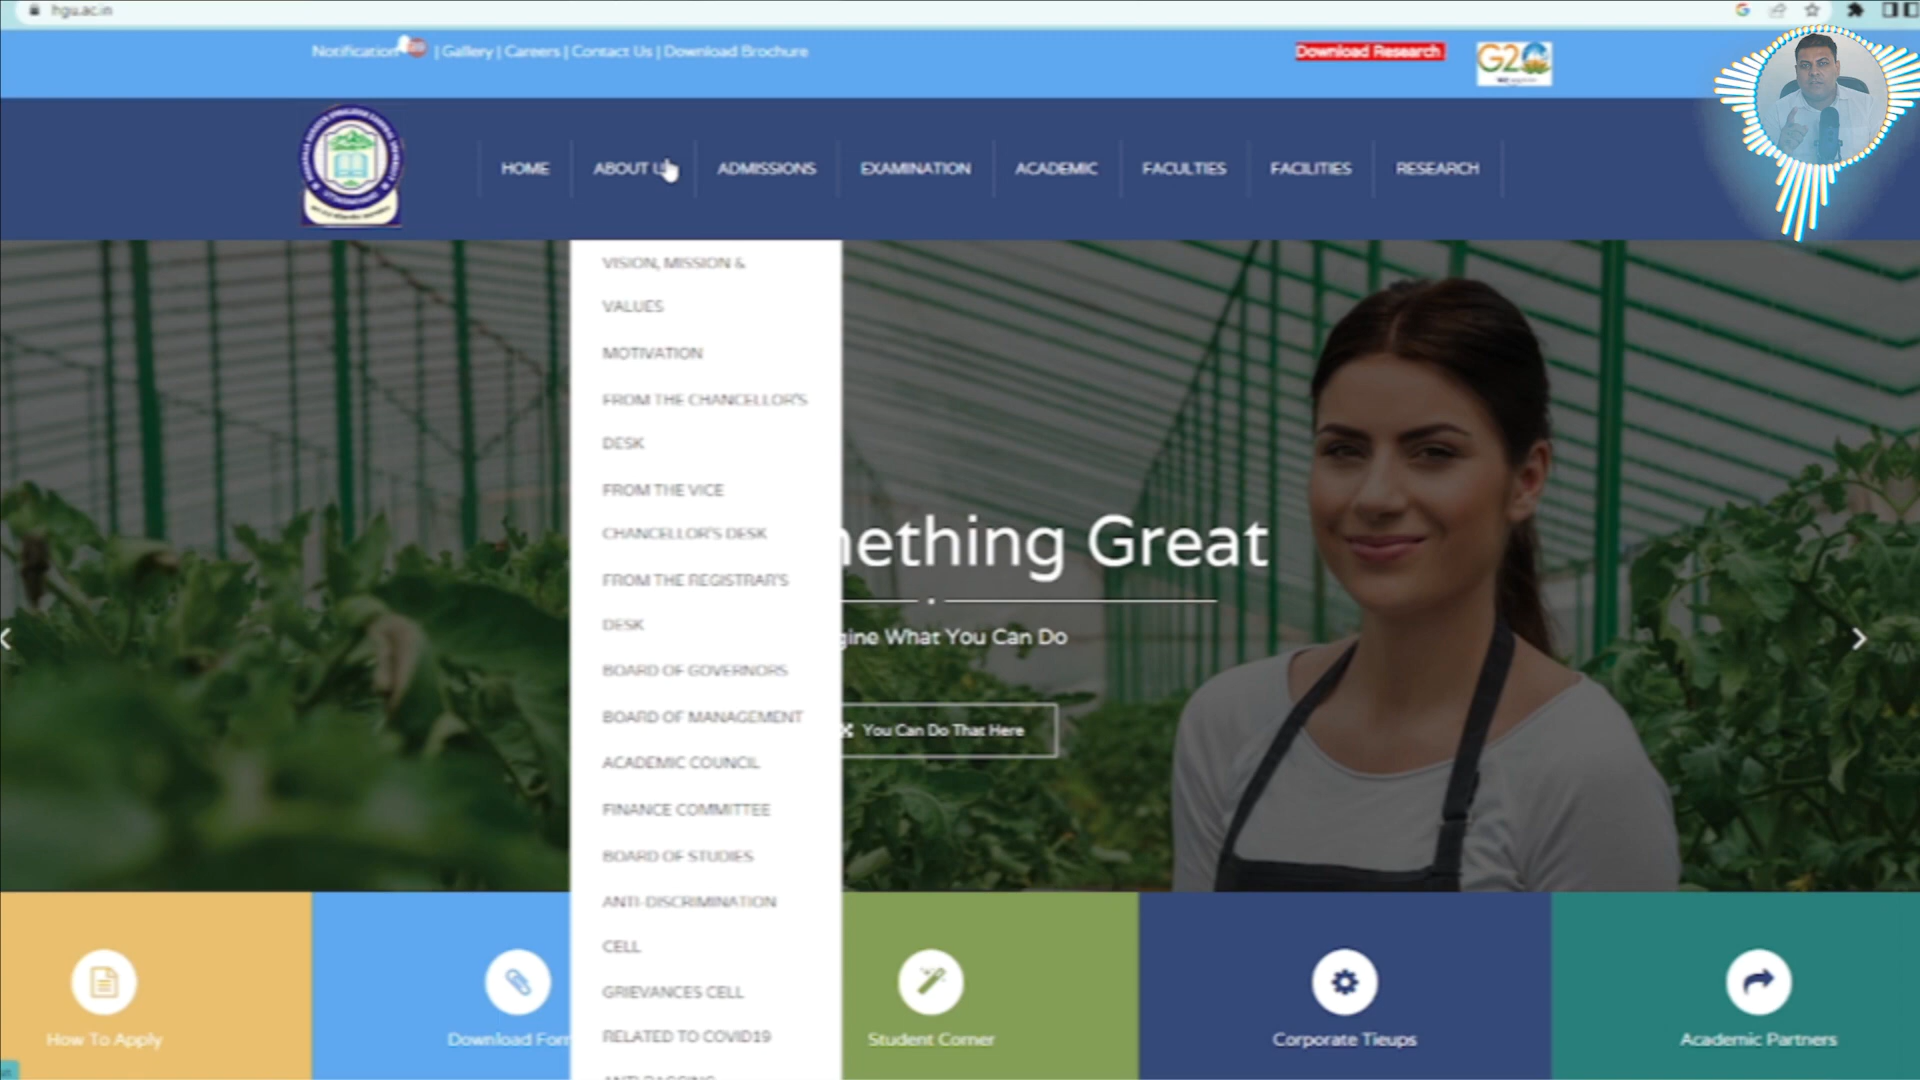 hgu.ac.in
Notification | Gallery | Careers | Contact Us | Download Brochure
Download Research
G20
HOME
ABOUT US
ADMISSIONS
EXAMINATION
ACADEMIC
FACULTIES
FACILITIES
RESEARCH
VISION, MISSION &
VALUES
MOTIVATION
FROM THE CHANCELLOR'S
DESK
FROM THE VICE
CHANCELLOR'S DESK
FROM THE REGISTRAR'S
DESK
BOARD OF GOVERNORS
BOARD OF MANAGEMENT
ACADEMIC COUNCIL
FINANCE COMMITTEE
BOARD OF STUDIES
ANTI-DISCRIMINATION
CELL
GRIEVANCES CELL
RELATED TO COVID19
mething Great
gine What You Can Do
You Can Do That Here
How To Apply
Download Form
Student Corner
Corporate Tieups
Academic Partners